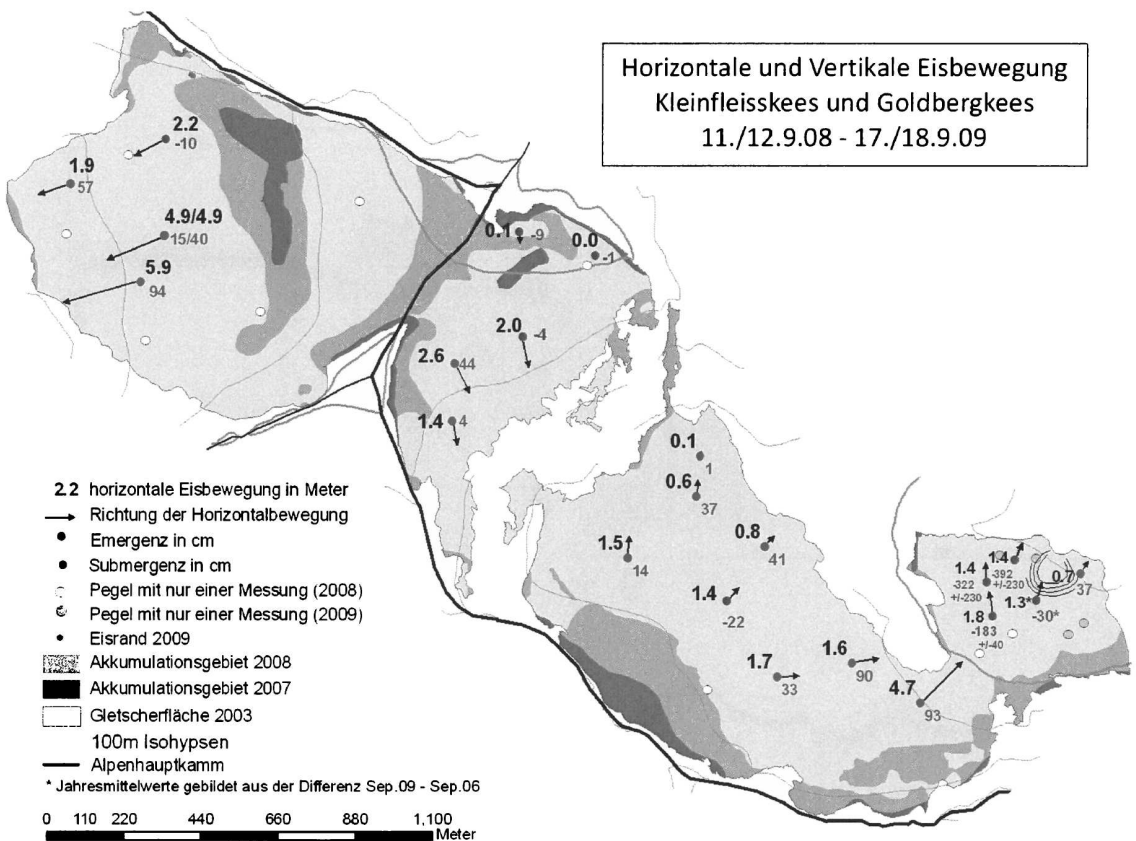 Horizontale und Vertikale Eisbewegung
Kleinfleisskees und Goldbergkees
11./12.9.08 - 17./18.9.09
2.2
-10
1.9
57
4.9/4.9
15/40
5.9
94
0.1
-9
0.0
-1
2.0
-4
2.6
44
1.4
4
0.1
1
0.6
37
0.8
41
1.5
14
1.4
-22
1.7
33
1.6
90
4.7
93
1.4
-392
+/-230
1.4
-322
+/-230
0.7
37
1.3*
-30*
1.8
-183
+/-40
2.2 horizontale Eisbewegung in Meter
Richtung der Horizontalbewegung
Emergenz in cm
Submergenz in cm
Pegel mit nur einer Messung (2008)
Pegel mit nur einer Messung (2009)
Eisrand 2009
Akkumulationsgebiet 2008
Akkumulationsgebiet 2007
Gletscherfläche 2003
100m Isohypsen
Alpenhauptkamm
* Jahresmittelwerte gebildet aus der Differenz Sep.09 - Sep.06
0 110 220 440 660 880 1,100
Meter